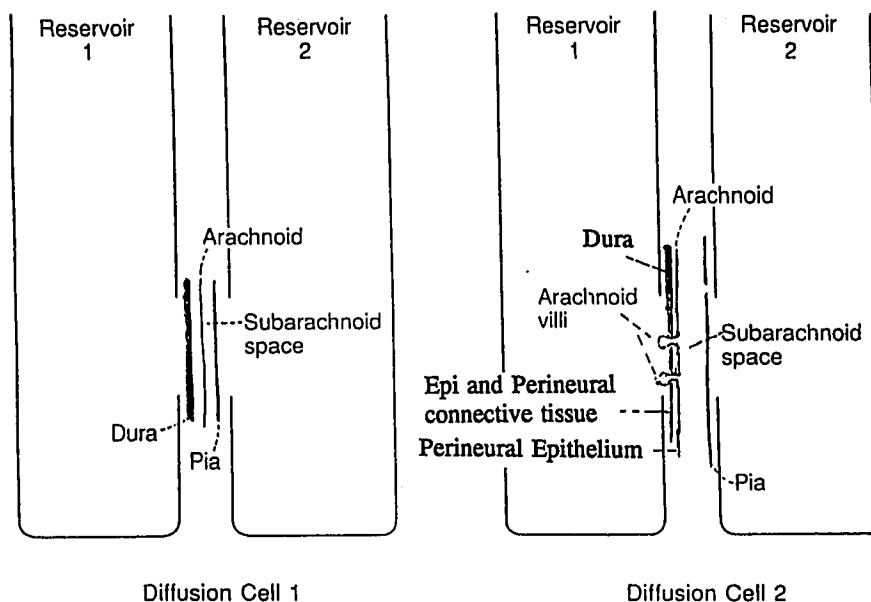 Reservoir
1
Reservoir
2
Arachnoid
Subarachnoid
space
Dura
Pia
Diffusion Cell 1
Reservoir
1
Reservoir
2
Arachnoid
Dura
Arachnoid
villi
Subarachnoid
space
Epi and Perineural
connective tissue
Perineural Epithelium
Pia
Diffusion Cell 2